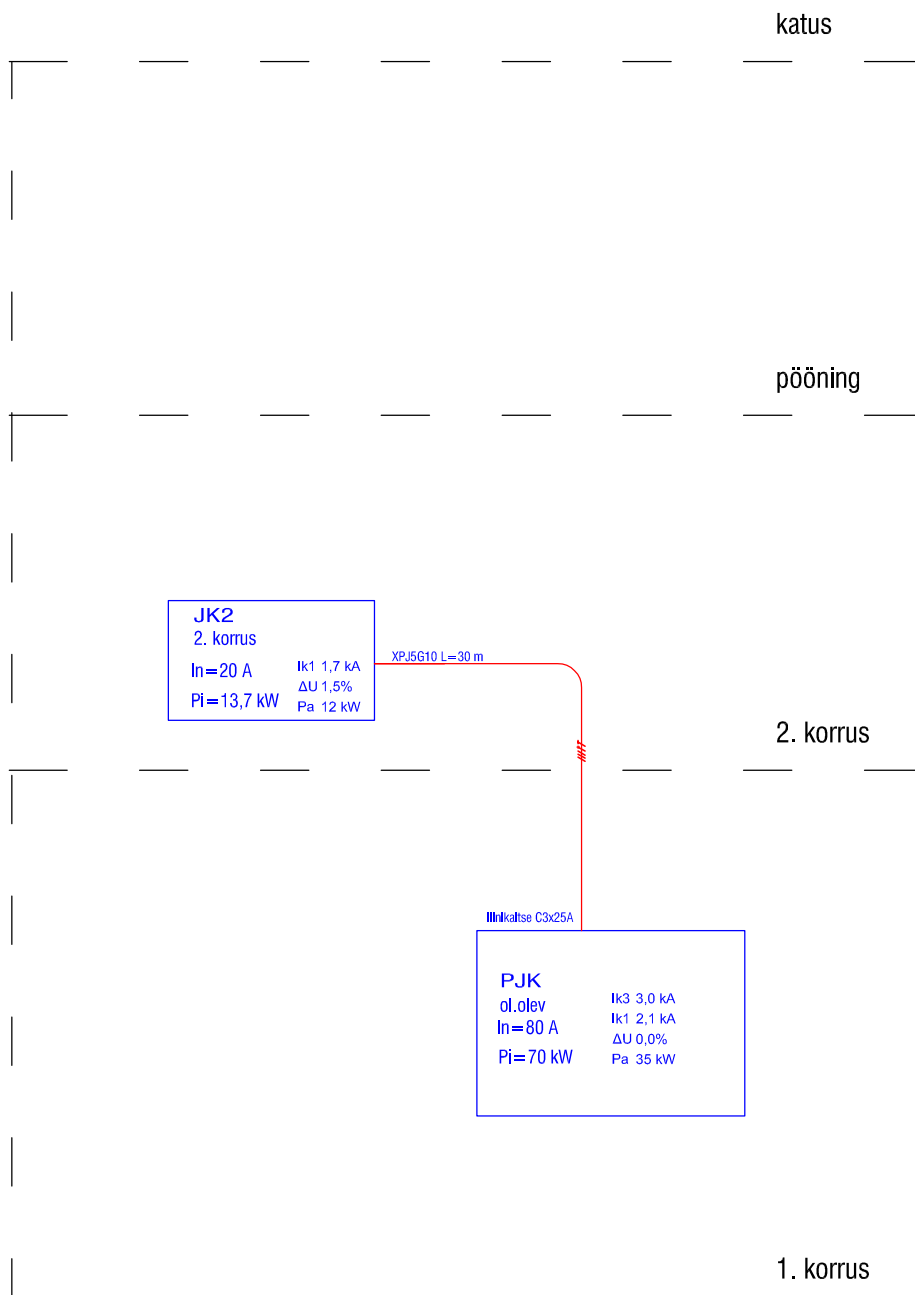 katus
pööning
JK2
2. korrus
In=20 A
Pi=13,7 kW
Ik1 1,7 kA
ΔU 1,5%
Pa 12 kW
XPJ5G10 L=30 m
2. korrus
liinikaitse C3x25A
PJK
ol.olev
In=80 A
Pi=70 kW
Ik3 3,0 kA
Ik1 2,1 kA
ΔU 0,0%
Pa 35 kW
1. korrus